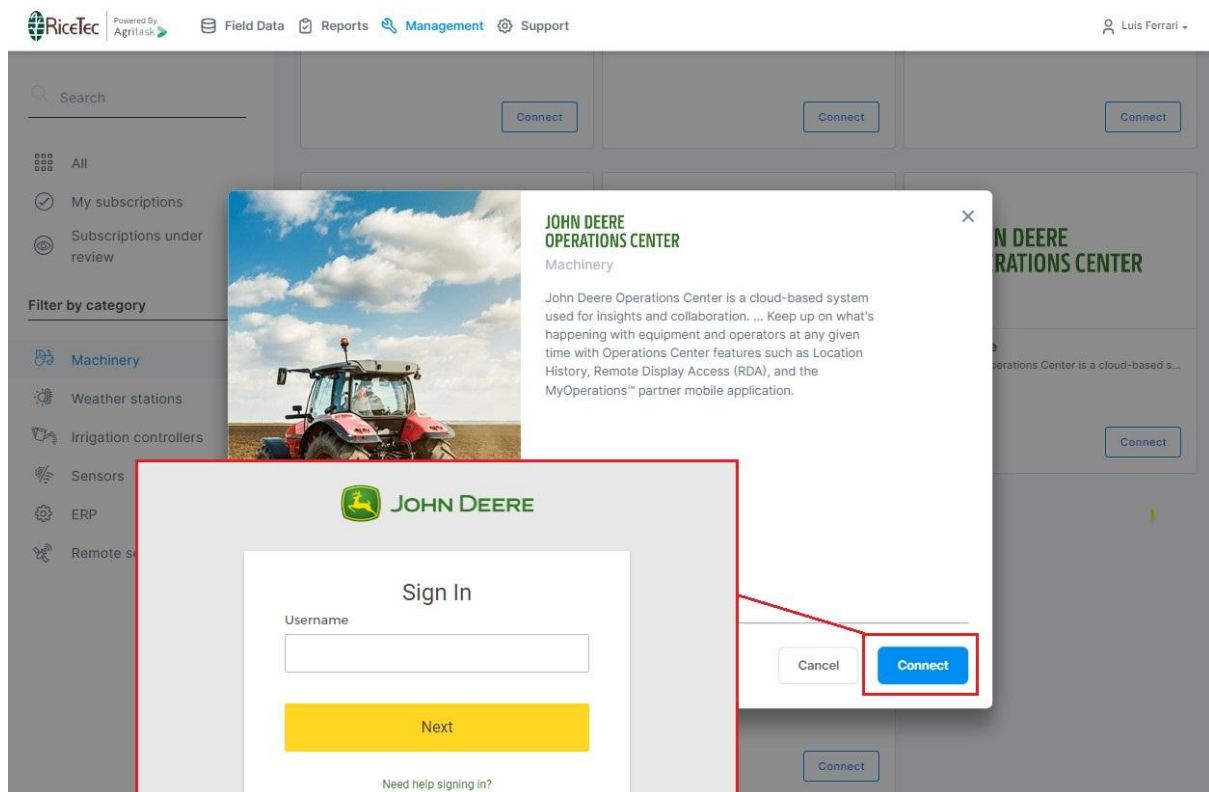 RiceTec
Powered By
Agritask
Field Data
Reports
Management
Support
Luis Ferrari
Search
Connect
Connect
Connect
All
My subscriptions
Subscriptions under
review
Filter by category
Machinery
Weather stations
Irrigation controllers
Sensors
ERP
Remote se
JOHN DEERE
OPERATIONS CENTER
Machinery
John Deere Operations Center is a cloud-based system
used for insights and collaboration. ... Keep up on what's
happening with equipment and operators at any given
time with Operations Center features such as Location
History, Remote Display Access (RDA), and the
MyOperations™ partner mobile application.
Cancel
Connect
N DEERE
RATIONS CENTER
perations Center is a cloud-based s...
Connect
JOHN DEERE
Sign In
Username
Next
Need help signing in?
Connect